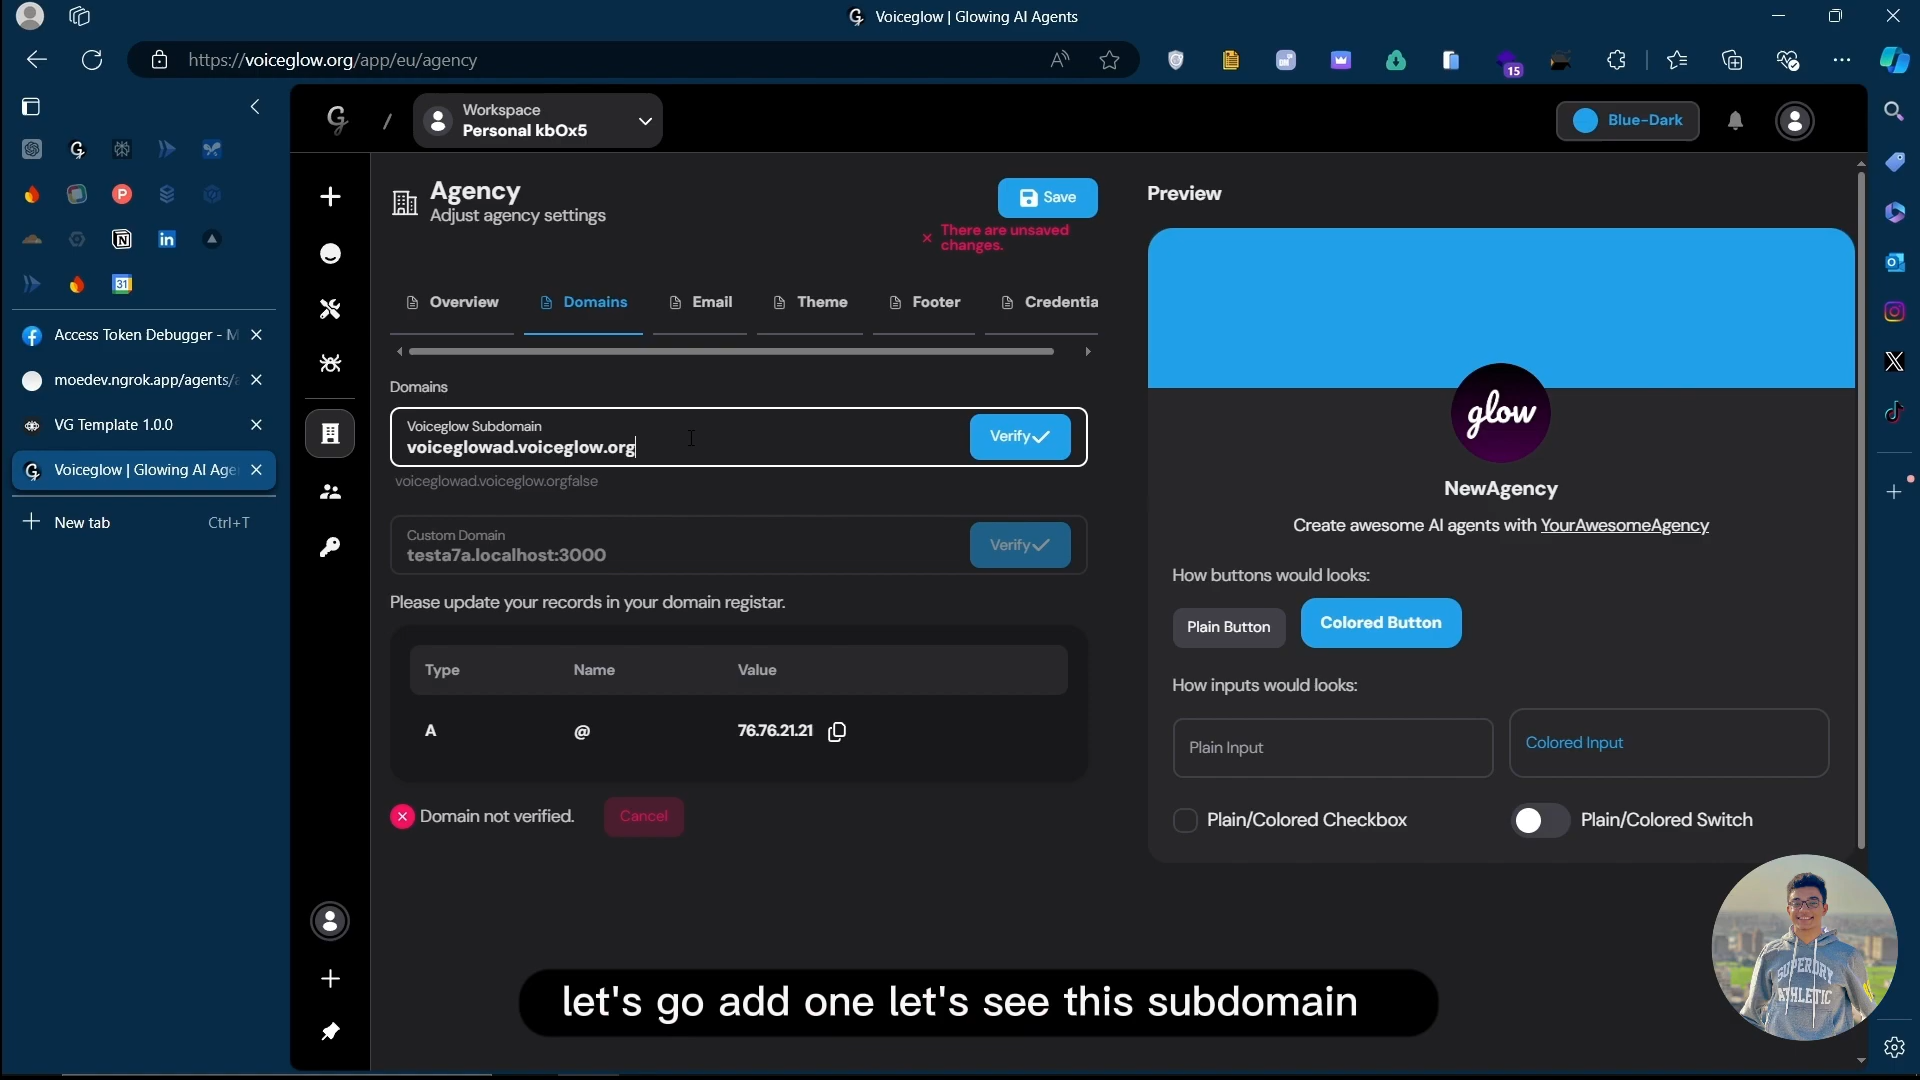 Voiceglow | Glowing AI Agents
https://voiceglow.org/app/eu/agency
15
Workspace
Personal kbOx5
Blue-Dark
Agency
Adjust agency settings
Save
There are unsaved
changes.
Preview
Overview
Domains
Email
Theme
Footer
Credentia
31
Access Token Debugger - M
moedev.ngrok.app/agents/a
VG Template 1.0.0
Voiceglow | Glowing AI Age
New tab
Ctrl+T
Domains
Voiceglow Subdomain
voiceglowad.voiceglow.org
Verify
voiceglowad.voiceglow.orgfalse
Custom Domain
testa7a.localhost:3000
Verify
Please update your records in your domain registar.
Type
Name
Value
A
@
76.76.21.21
Domain not verified.
Cancel
glow
NewAgency
Create awesome AI agents with YourAwesomeAgency
How buttons would looks:
Plain Button
Colored Button
How inputs would looks:
Plain Input
Colored Input
Plain/Colored Checkbox
Plain/Colored Switch
SUPERDRY
ATHLETIC
let's go add one let's see this subdomain